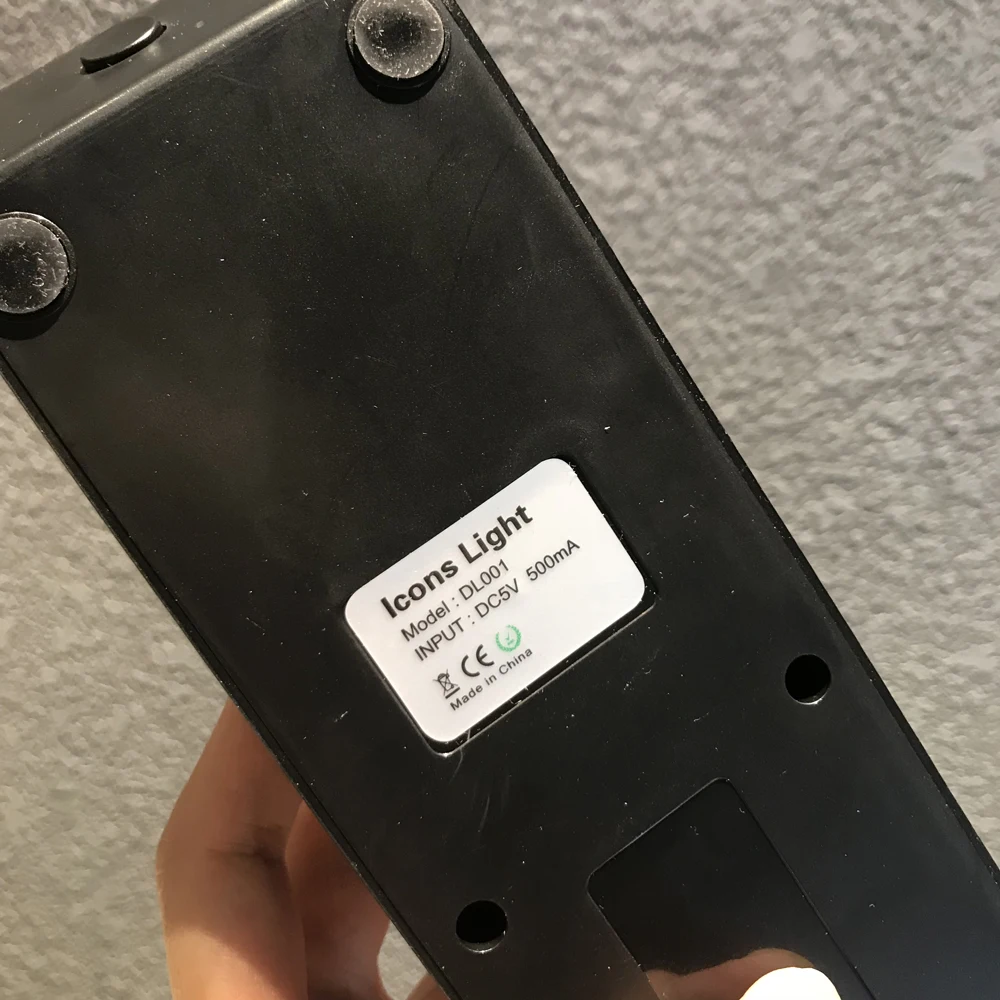 Icons Light
Model : DL001
INPUT : DC5V 500mA
CE
Made in China